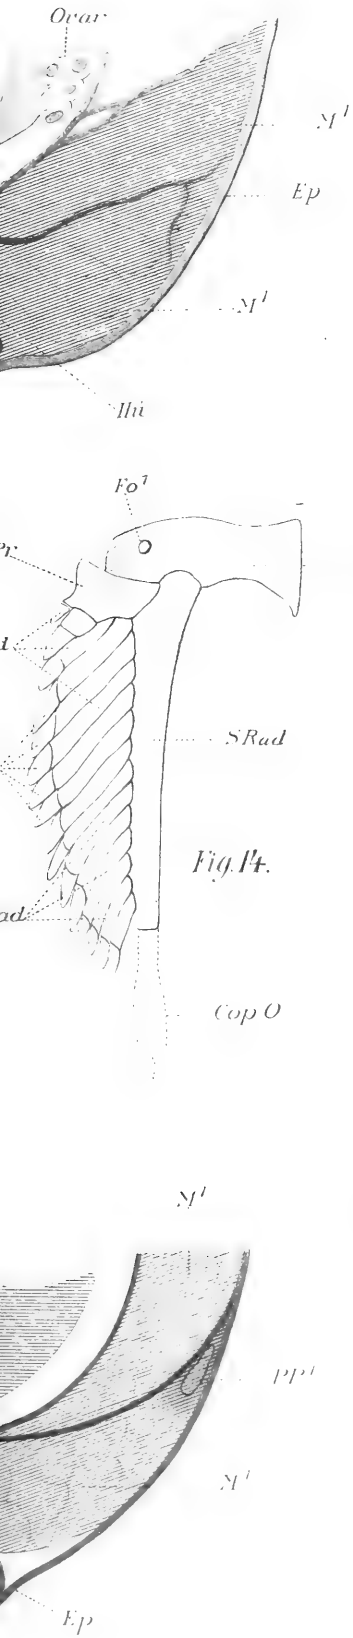 Ovar
M¹
Ep
M¹
Ihi
Fo¹
SRad
Fig. 14.
Cop O
M¹
PP¹
M¹
Ep